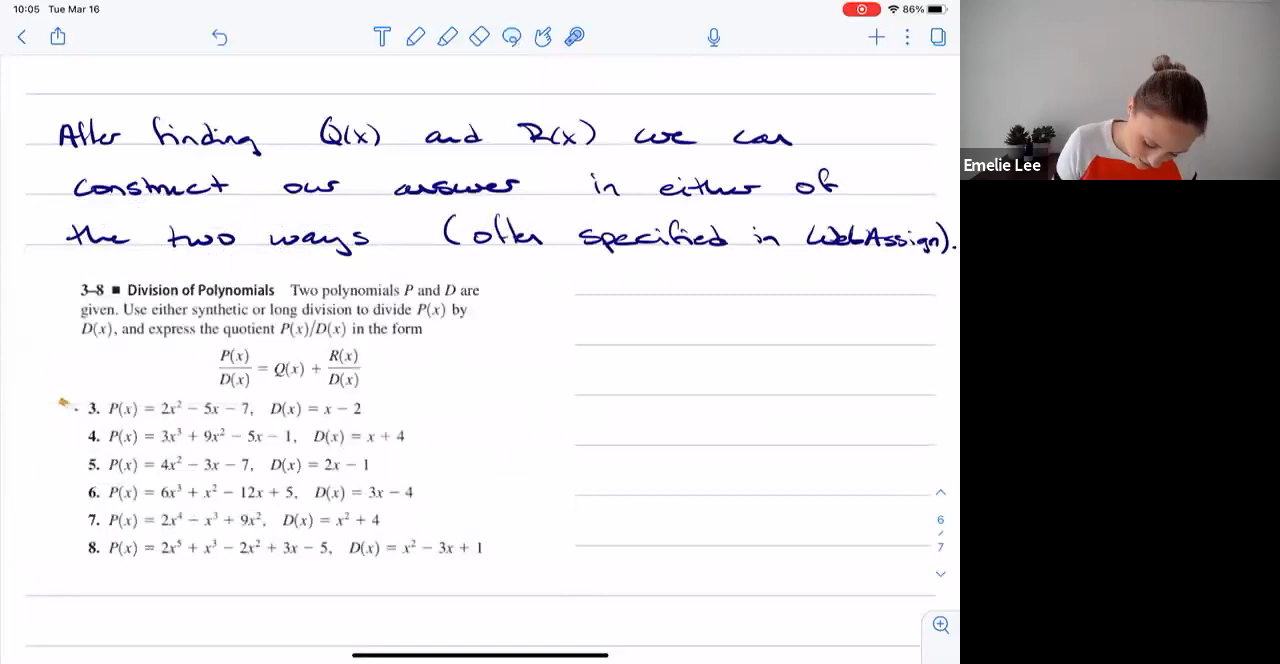 10:05 Tue Mar 16
86%
After finding Q(x) and R(x) we can
construct our answer in either of
the two ways (often specified in WebAssign).
3–8 ■ Division of Polynomials Two polynomials P and D are
given. Use either synthetic or long division to divide P(x) by
D(x), and express the quotient P(x)/D(x) in the form
P(x)/D(x) = Q(x) + R(x)/D(x)
3. P(x) = 2x² − 5x − 7, D(x) = x − 2
4. P(x) = 3x³ + 9x² − 5x − 1, D(x) = x + 4
5. P(x) = 4x² − 3x − 7, D(x) = 2x − 1
6. P(x) = 6x³ + x² − 12x + 5, D(x) = 3x − 4
7. P(x) = 2x⁴ − x³ + 9x², D(x) = x² + 4
8. P(x) = 2x⁵ + x³ − 2x² + 3x − 5, D(x) = x² − 3x + 1
6
/
7
Emelie Lee